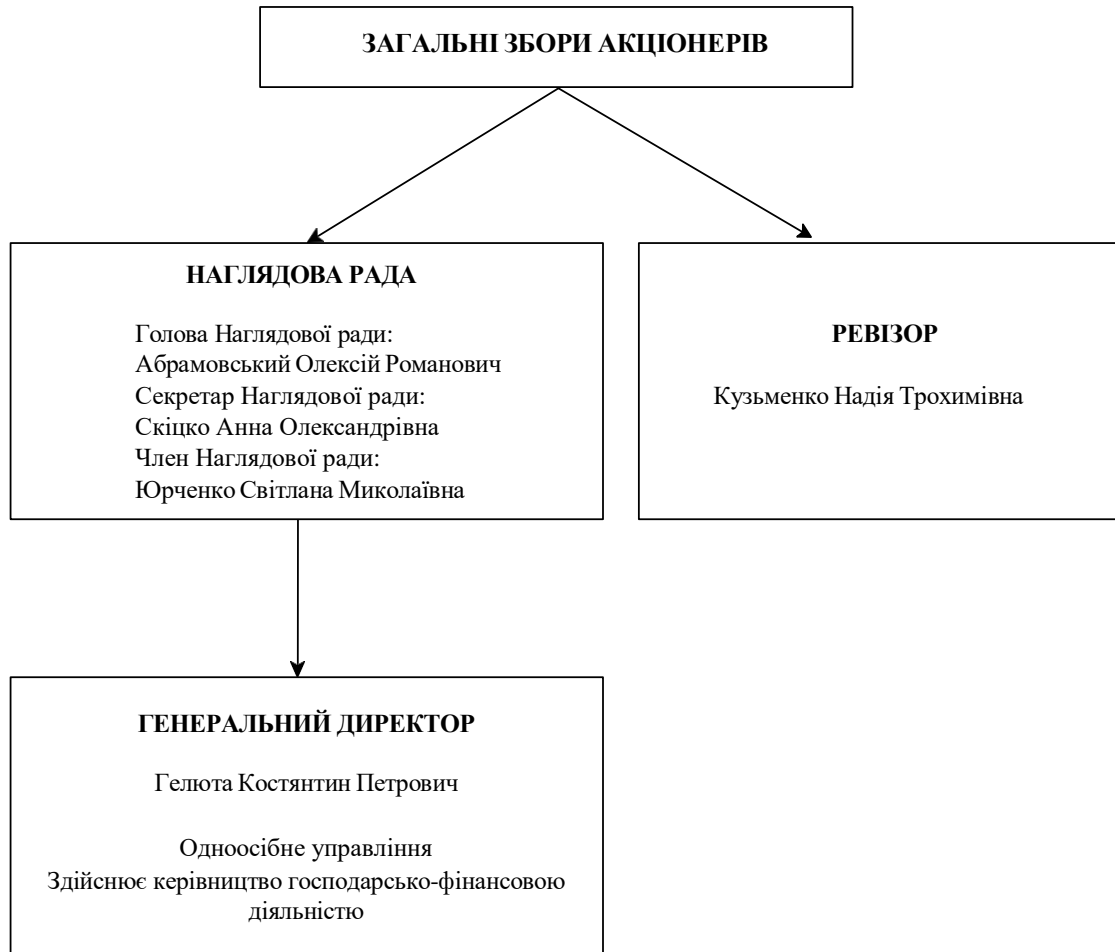 ЗАГАЛЬНІ ЗБОРИ АКЦІОНЕРІВ
НАГЛЯДОВА РАДА
Голова Наглядової ради:
Абрамовський Олексій Романович
Секретар Наглядової ради:
Скіцко Анна Олександрівна
Член Наглядової ради:
Юрченко Світлана Миколаївна
РЕВІЗОР
Кузьменко Надія Трохимівна
ГЕНЕРАЛЬНИЙ ДИРЕКТОР
Гелюта Костянтин Петрович
Одноосібне управління
Здійснює керівництво господарсько-фінансовою
діяльністю